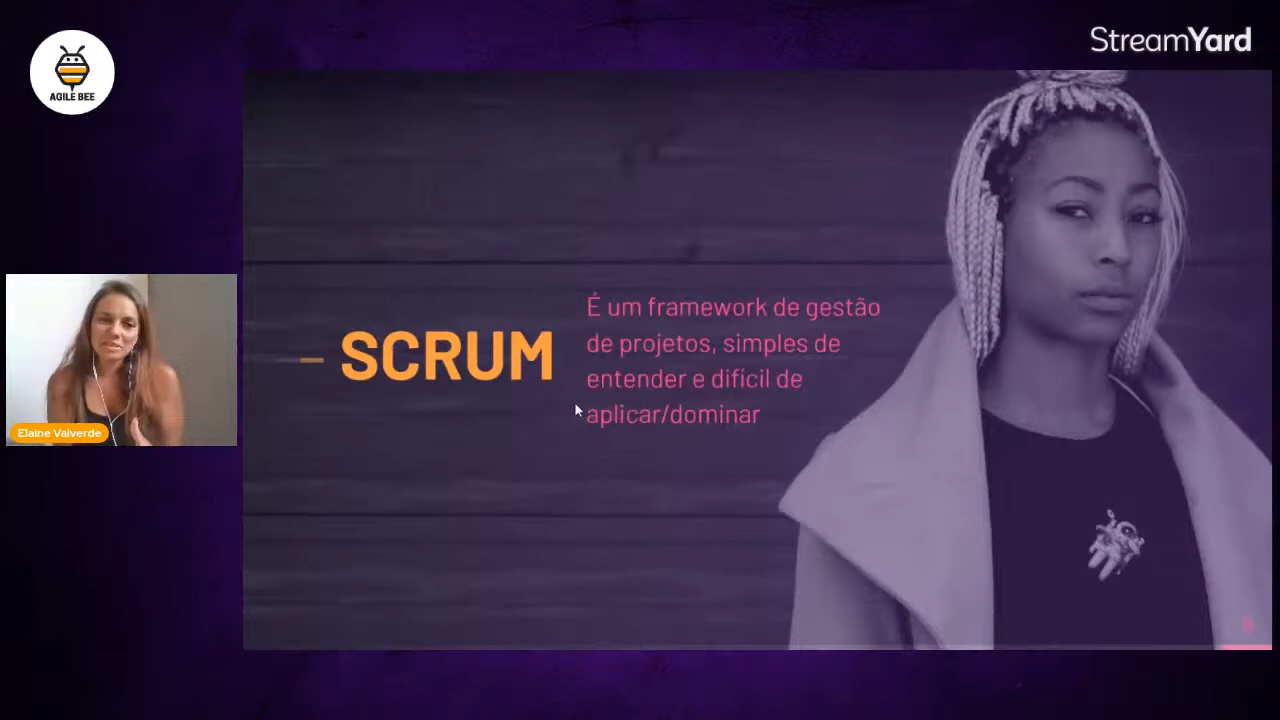 AGILE BEE
StreamYard
– SCRUM
É um framework de gestão
de projetos, simples de
entender e difícil de
aplicar/dominar
Elaine Valverde
9